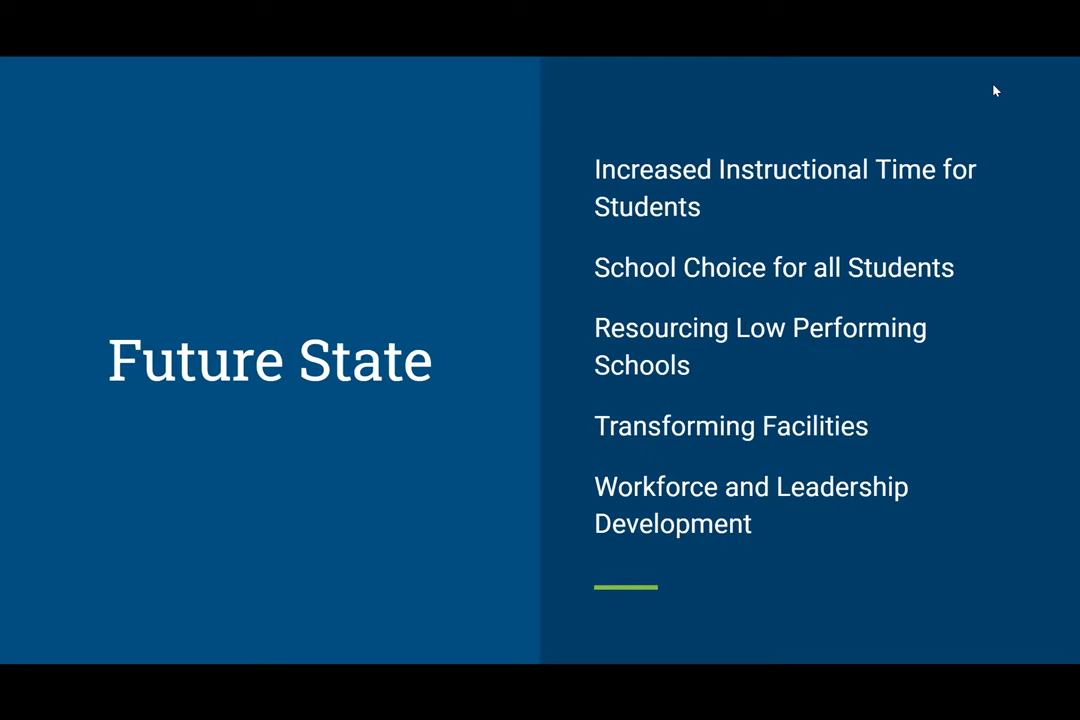 Future State
Increased Instructional Time for
Students
School Choice for all Students
Resourcing Low Performing
Schools
Transforming Facilities
Workforce and Leadership
Development